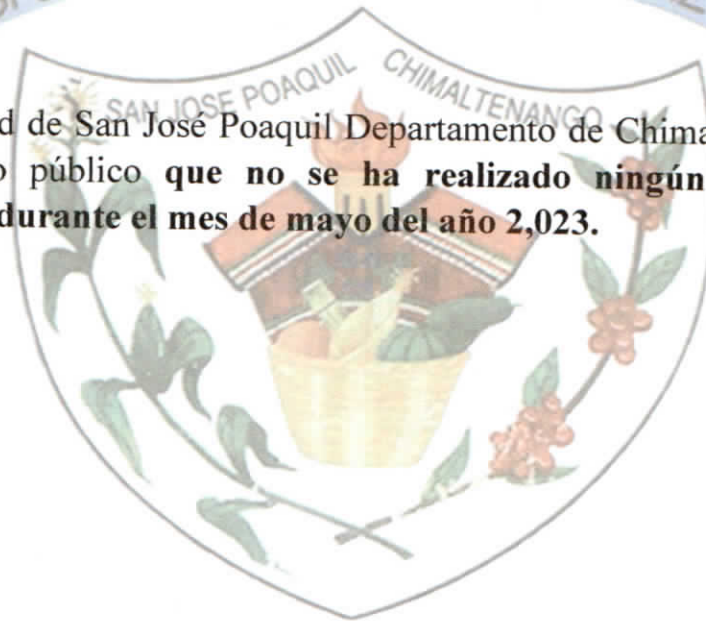 SAN JOSE POAQUIL CHIMALTENANGO
d de San José Poaquil Departamento de Chima
o público que no se ha realizado ningún
durante el mes de mayo del año 2,023.